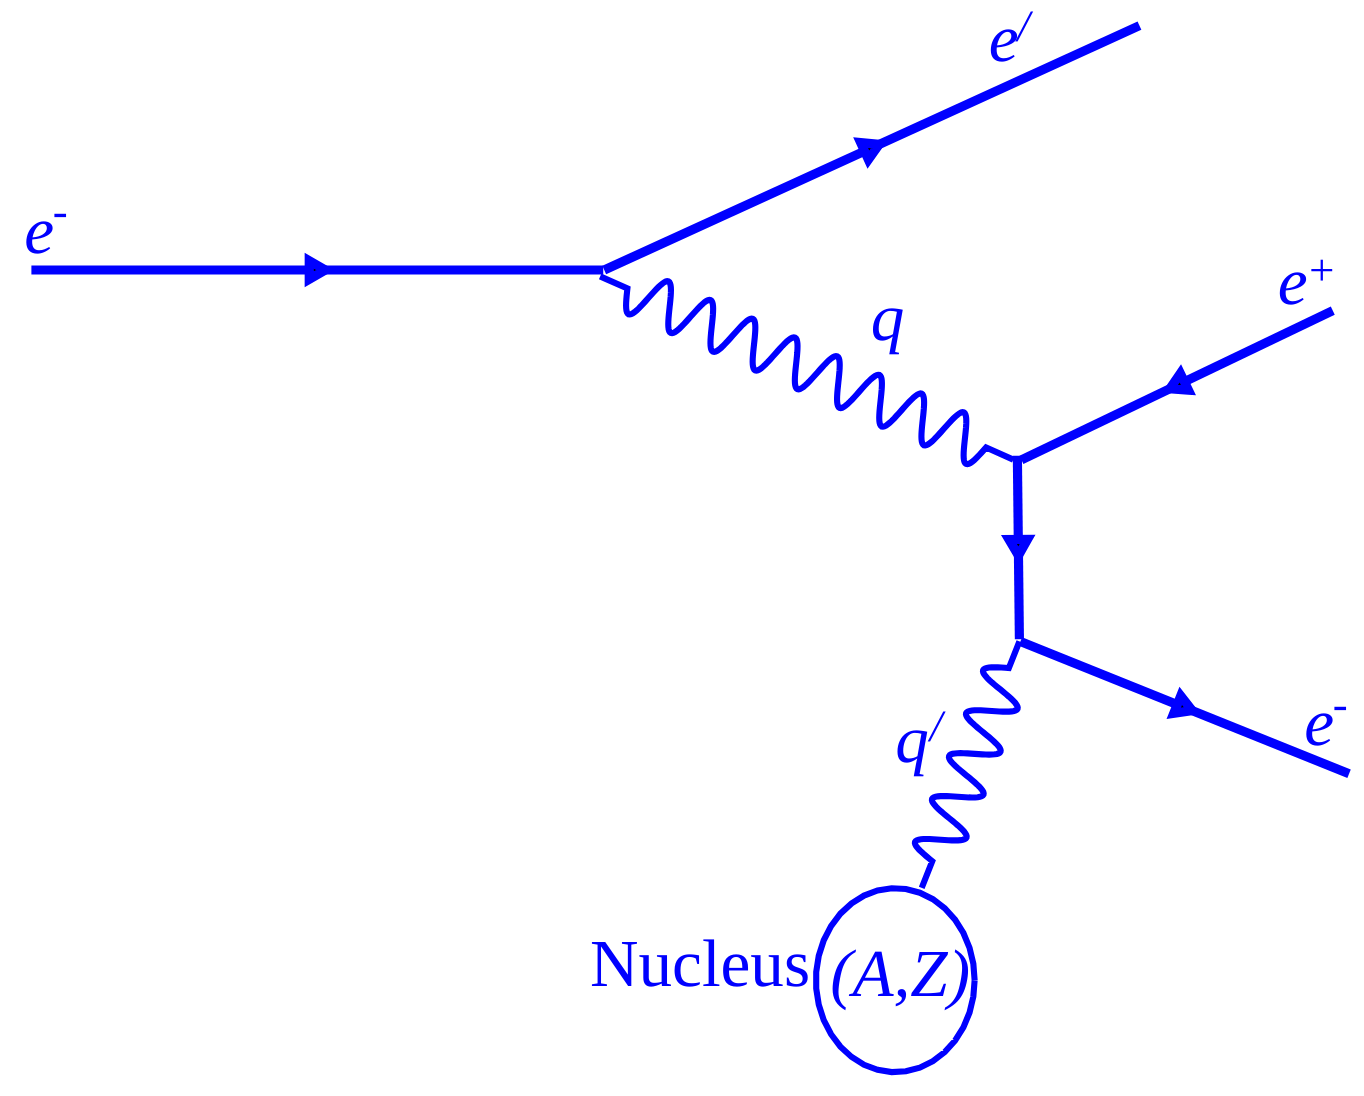 e′
e⁻
e⁺
q
e⁻
q′
Nucleus (A,Z)